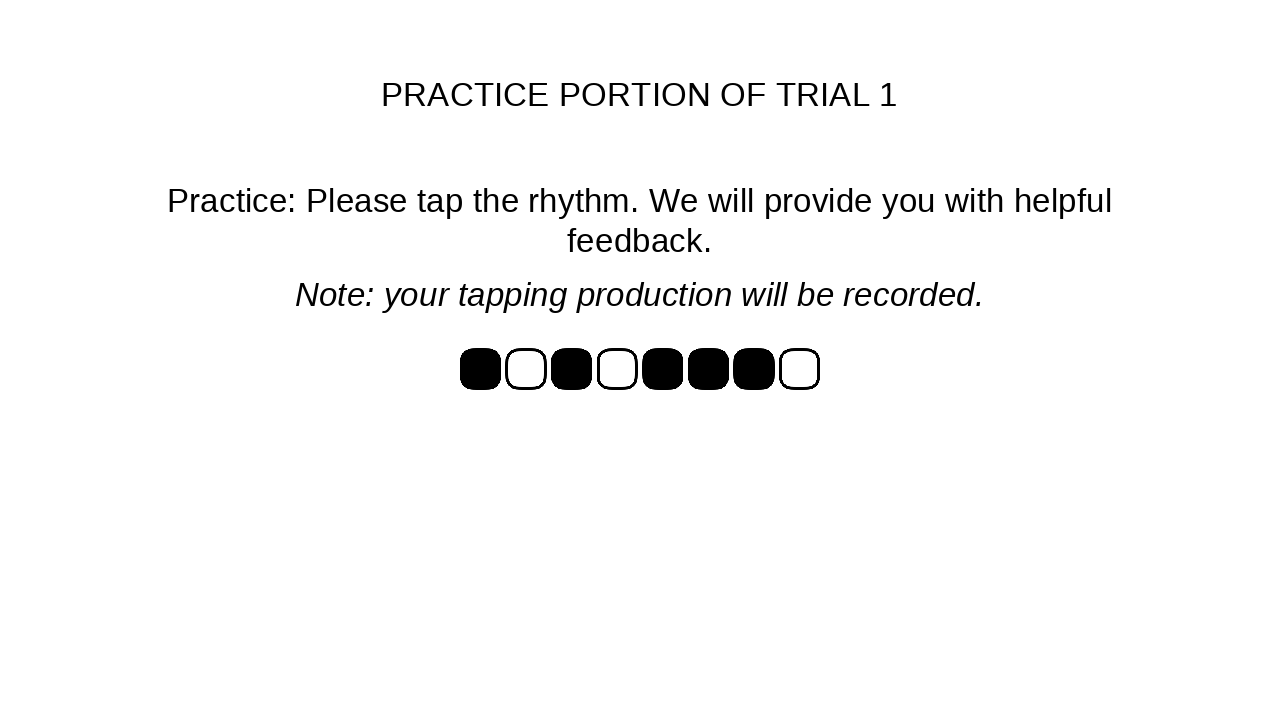 PRACTICE PORTION OF TRIAL 1
Practice: Please tap the rhythm. We will provide you with helpful
feedback.
Note: your tapping production will be recorded.